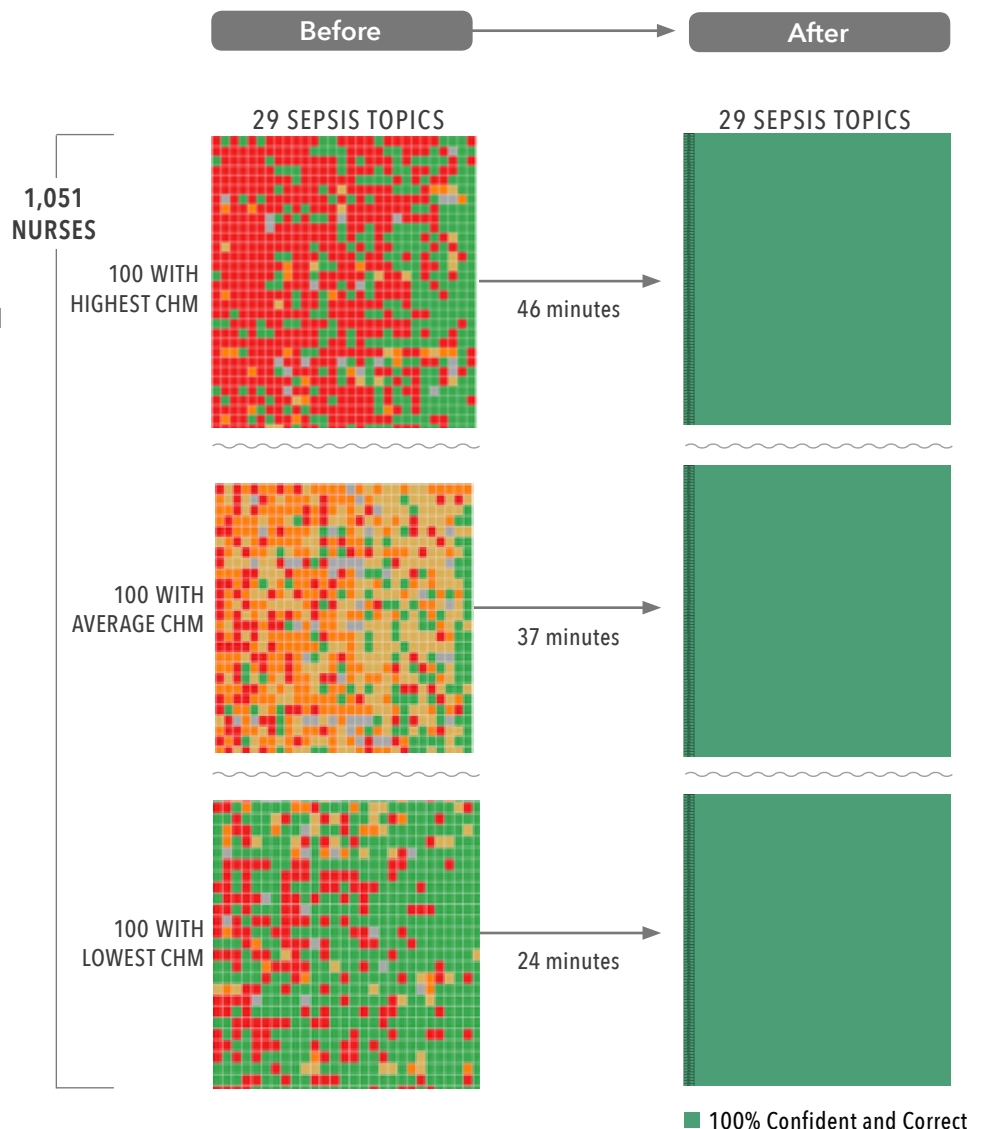 Before
After
29 SEPSIS TOPICS
29 SEPSIS TOPICS
1,051
NURSES
100 WITH
HIGHEST CHM
46 minutes
100 WITH
AVERAGE CHM
37 minutes
100 WITH
LOWEST CHM
24 minutes
100% Confident and Correct